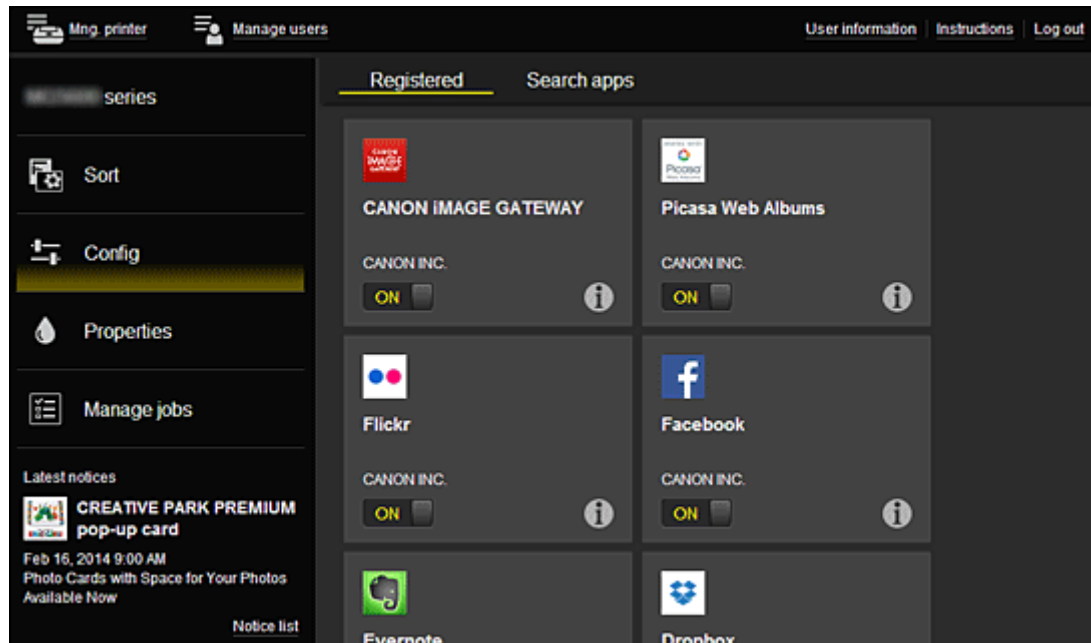 Mng. printer
Manage users
User information
Instructions
Log out
series
Sort
Config
Properties
Manage jobs
Latest notices
CREATIVE PARK PREMIUM
pop-up card
Feb 16, 2014 9:00 AM
Photo Cards with Space for Your Photos
Available Now
Notice list
Registered
Search apps
CANON iMAGE GATEWAY
CANON INC.
ON
Picasa
Picasa Web Albums
CANON INC.
ON
Flickr
CANON INC.
ON
Facebook
CANON INC.
ON
Evernote
Dropbox